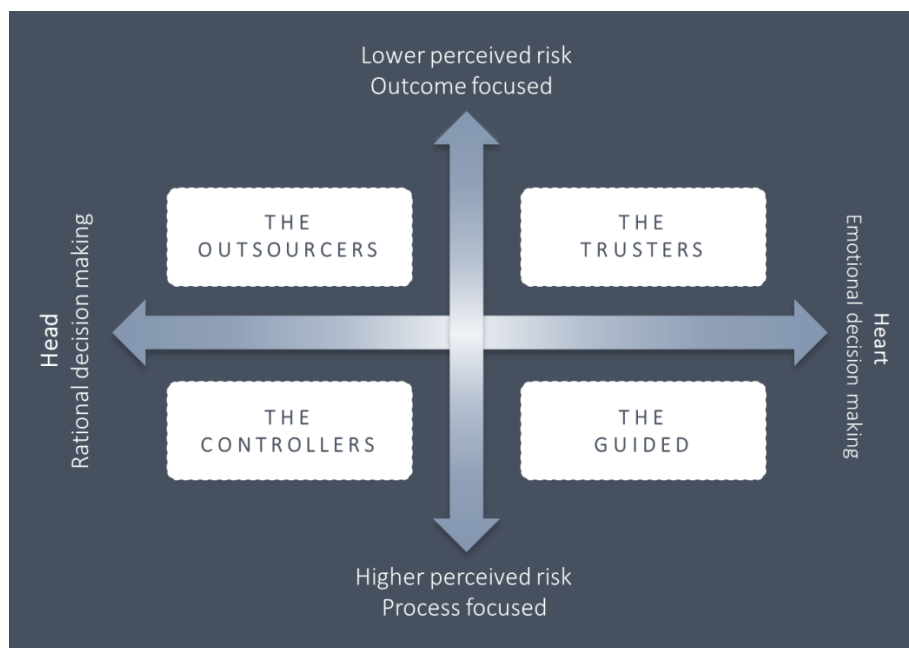 Lower perceived risk
Outcome focused
THE
OUTSOURCERS
THE
TRUSTERS
Head
Rational decision making
Heart
Emotional decision making
THE
CONTROLLERS
THE
GUIDED
Higher perceived risk
Process focused